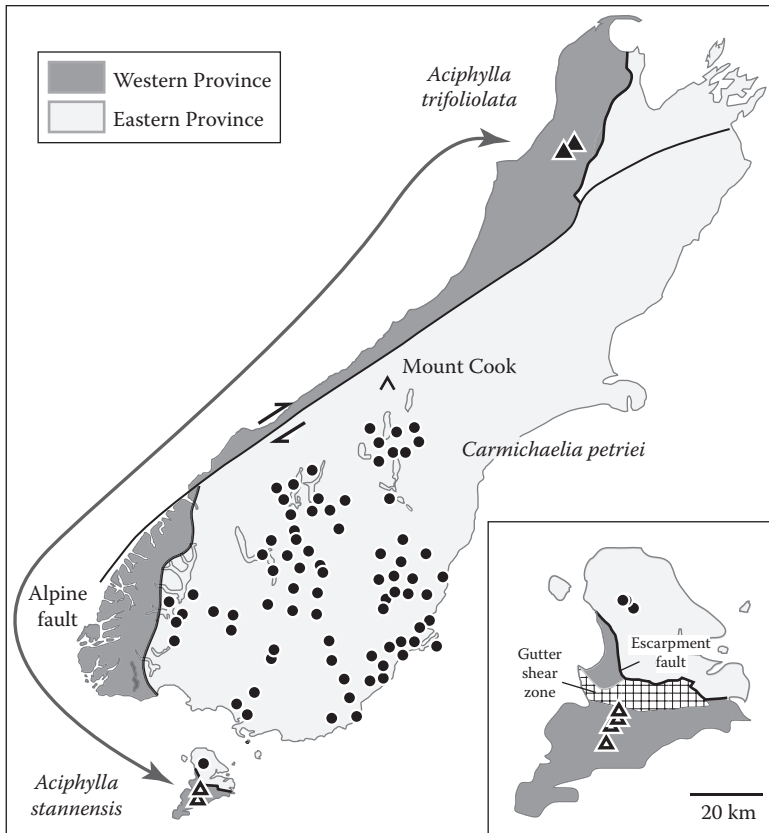 Western Province
Eastern Province
Aciphylla
trifoliolata
Mount Cook
Carmichaelia petriei
Alpine
fault
Aciphylla
stannensis
Escarpment
fault
Gutter
shear
zone
20 km